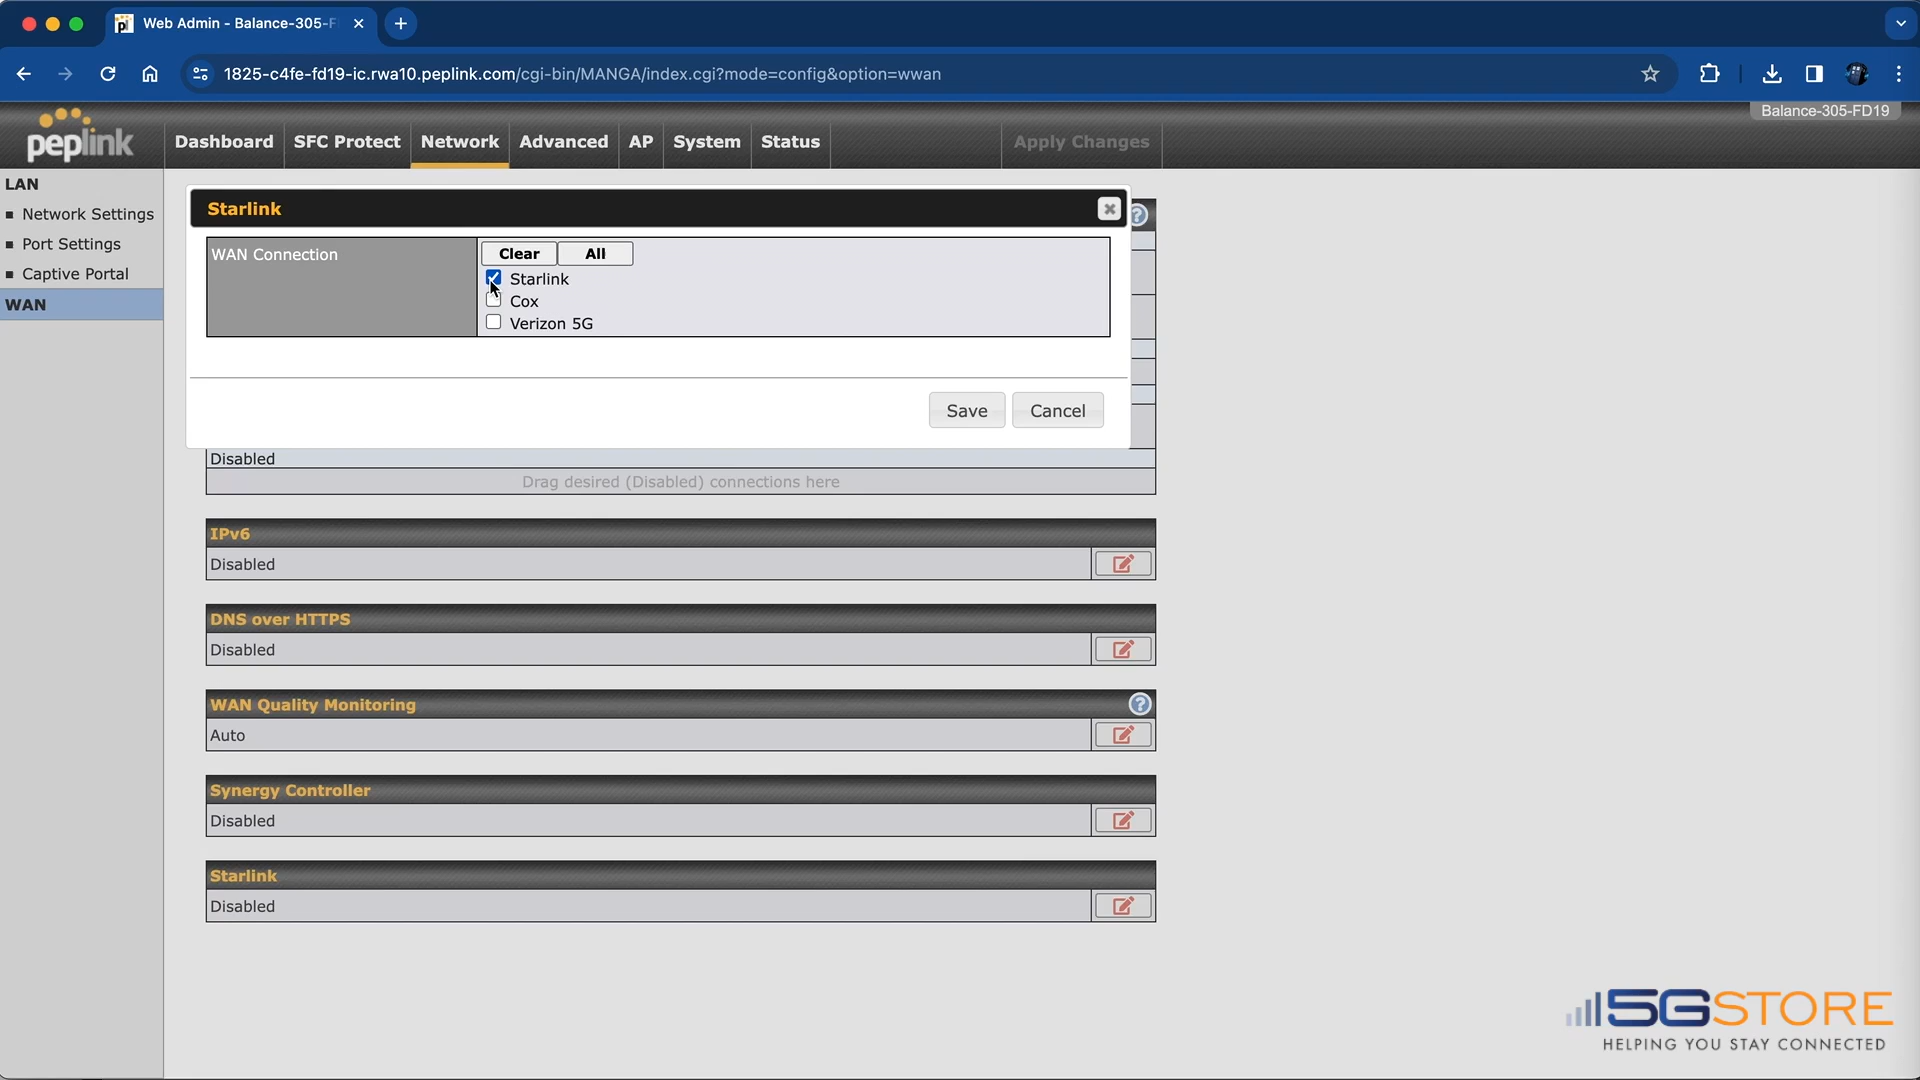 Web Admin - Balance-305-F
1825-c4fe-fd19-ic.rwa10.peplink.com/cgi-bin/MANGA/index.cgi?mode=config&option=wwan
Balance-305-FD19
peplink
Dashboard
SFC Protect
Network
Advanced
AP
System
Status
Apply Changes
LAN
Network Settings
Port Settings
Captive Portal
WAN
Starlink
WAN Connection
Clear
All
Starlink
Cox
Verizon 5G
Save
Cancel
Disabled
Drag desired (Disabled) connections here
IPv6
Disabled
DNS over HTTPS
Disabled
WAN Quality Monitoring
Auto
Synergy Controller
Disabled
Starlink
Disabled
5GSTORE
HELPING YOU STAY CONNECTED